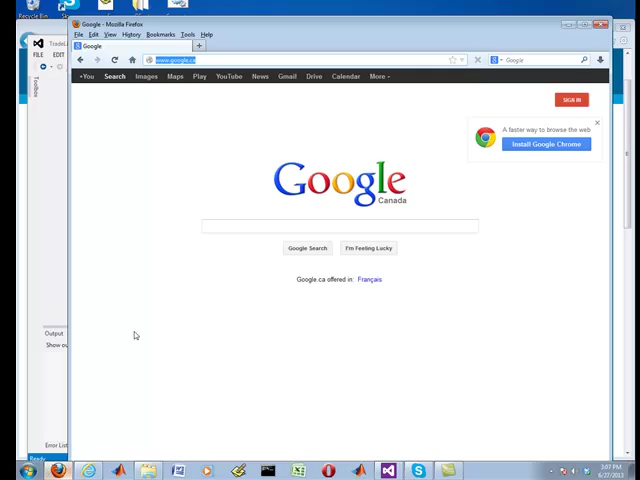 Recycle Bin
Google - Mozilla Firefox
File Edit View History Bookmarks Tools Help
Google
www.google.ca
Google
+You Search Images Maps Play YouTube News Gmail Drive Calendar More
SIGN IN
A faster way to browse the web
Install Google Chrome
Google
Canada
Google Search I'm Feeling Lucky
Google.ca offered in: Français
FILE EDIT
Toolbox
Output
Error List
Ready
3:07 PM
6/27/2013